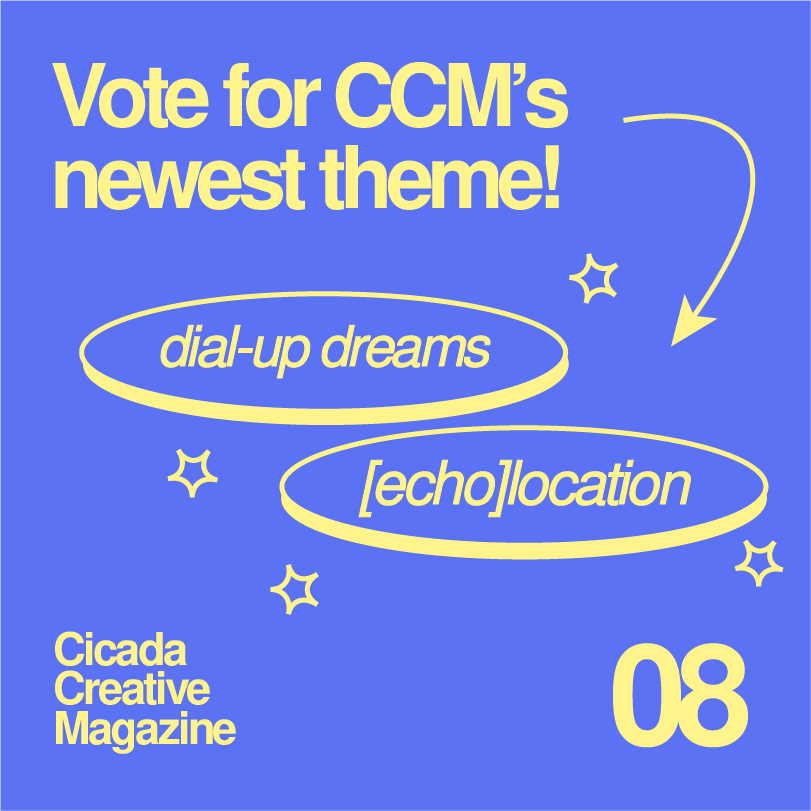 Vote for CCM’s
newest theme!
dial-up dreams
[echo]location
Cicada
Creative
Magazine
08